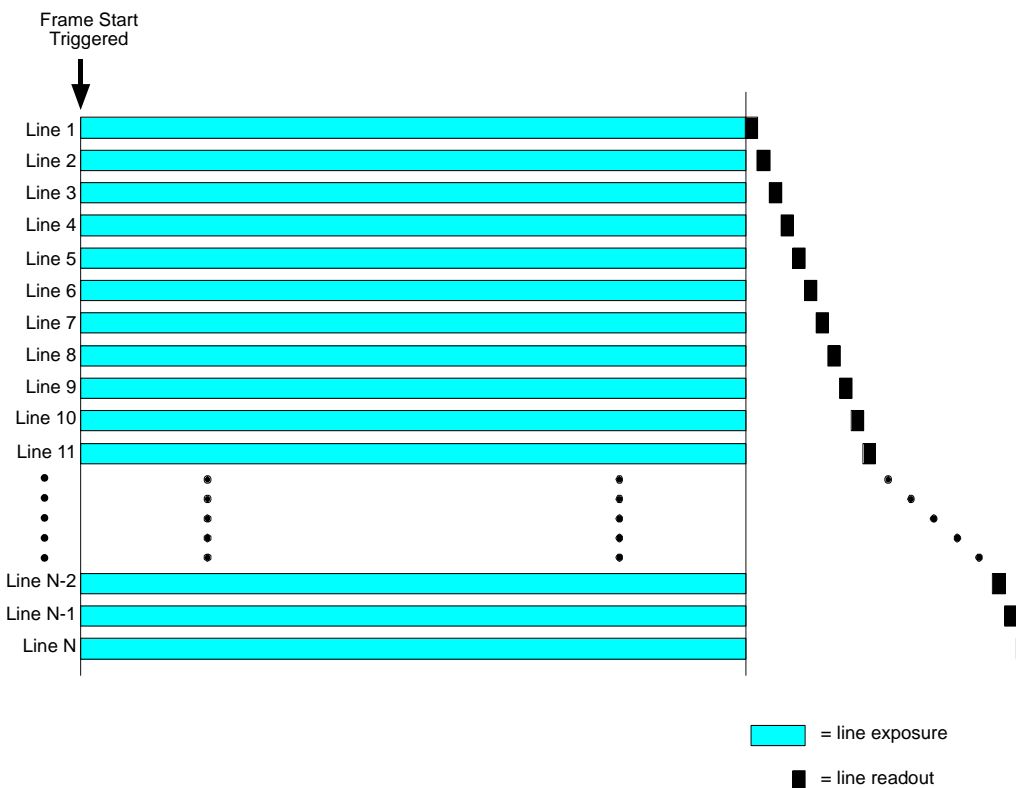 Frame Start
Triggered
Line 1
Line 2
Line 3
Line 4
Line 5
Line 6
Line 7
Line 8
Line 9
Line 10
Line 11
Line N-2
Line N-1
Line N
= line exposure
= line readout